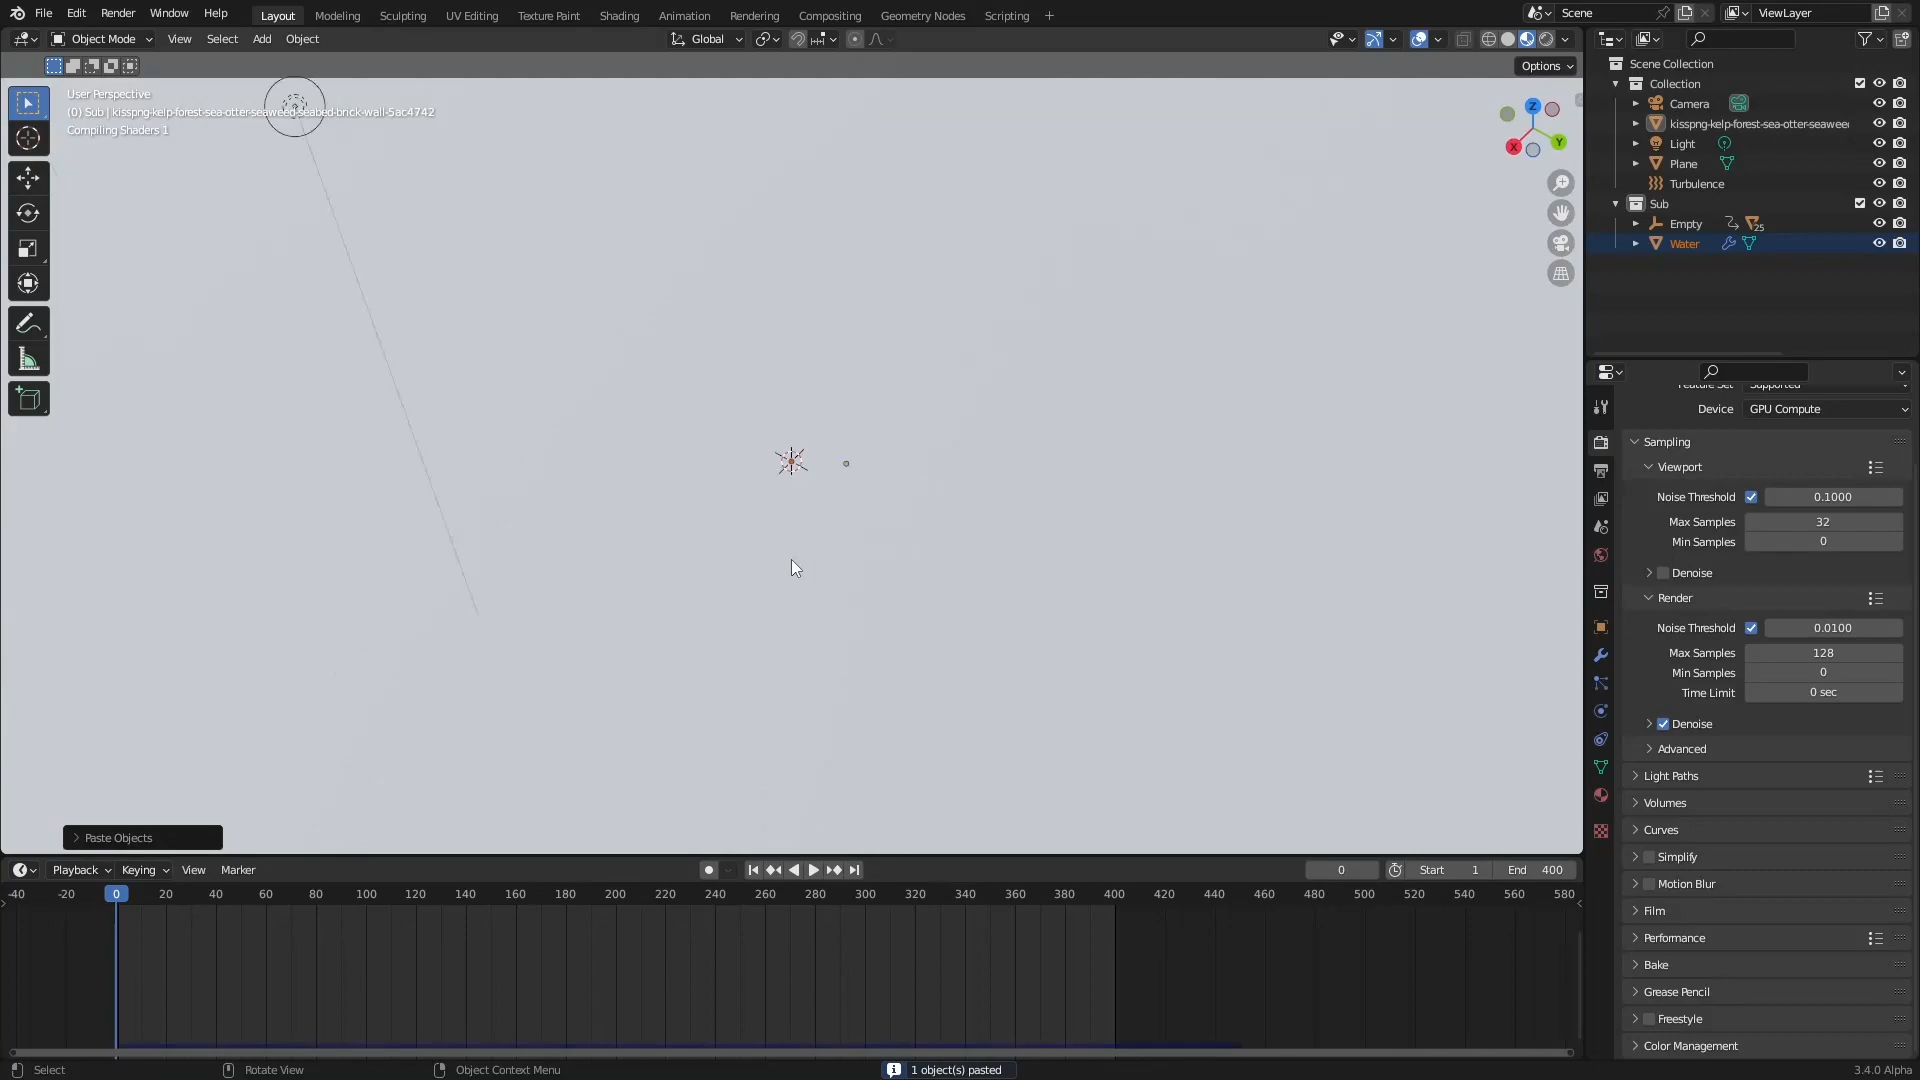 File Edit Render Window Help Layout Modeling Sculpting UV Editing Texture Paint Shading Animation Rendering Compositing Geometry Nodes Scripting + Scene ViewLayer
Object Mode View Select Add Object Global
Options
User Perspective
(0) Sub | kisspng-kelp-forest-sea-otter-seaweed-seabed-brick-wall-5ac4742
Compiling Shaders 1
Z
Y
X
Paste Objects
Scene Collection
Collection
Camera
kisspng-kelp-forest-sea-otter-seaweed
Light
Plane
Turbulence
Sub
Empty 25
Water
Feature Set Supported
Device GPU Compute
Sampling
Viewport
Noise Threshold 0.1000
Max Samples 32
Min Samples 0
Denoise
Render
Noise Threshold 0.0100
Max Samples 128
Min Samples 0
Time Limit 0 sec
Denoise
Advanced
Light Paths
Volumes
Curves
Simplify
Motion Blur
Film
Performance
Bake
Grease Pencil
Freestyle
Color Management
Playback Keying View Marker 0 Start 1 End 400
-40 -20 0 20 40 60 80 100 120 140 160 180 200 220 240 260 280 300 320 340 360 380 400 420 440 460 480 500 520 540 560 580
Select Rotate View Object Context Menu 1 object(s) pasted 3.4.0 Alpha